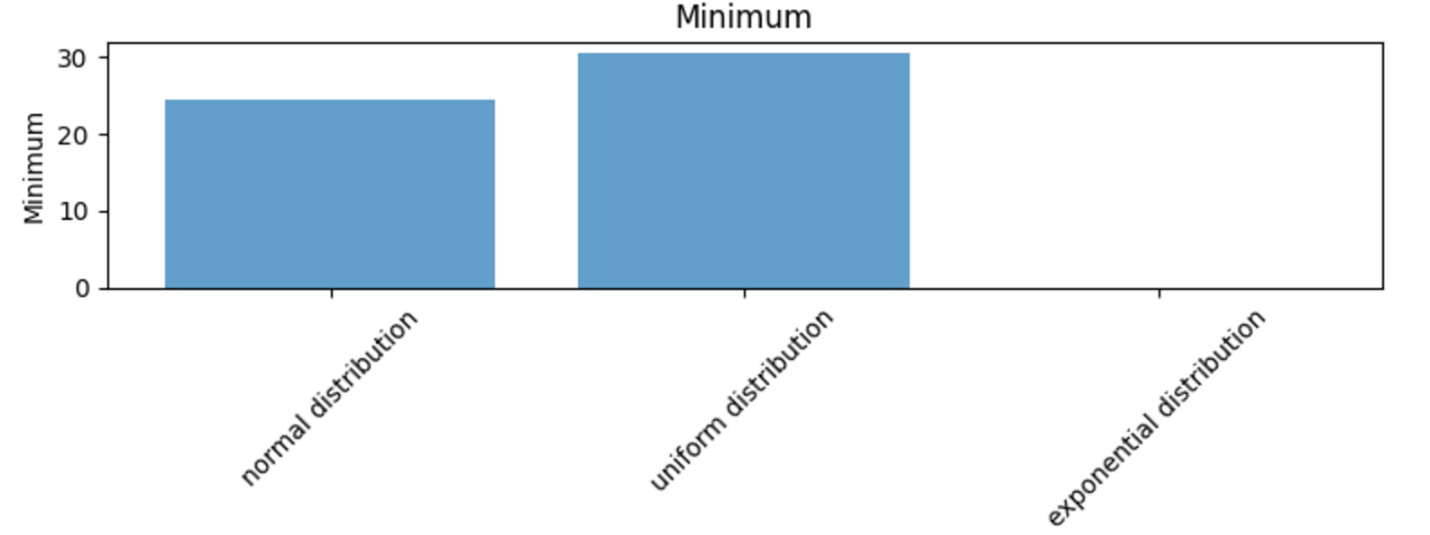 Minimum
Minimum
30
20
10
0
normal distribution
uniform distribution
exponential distribution